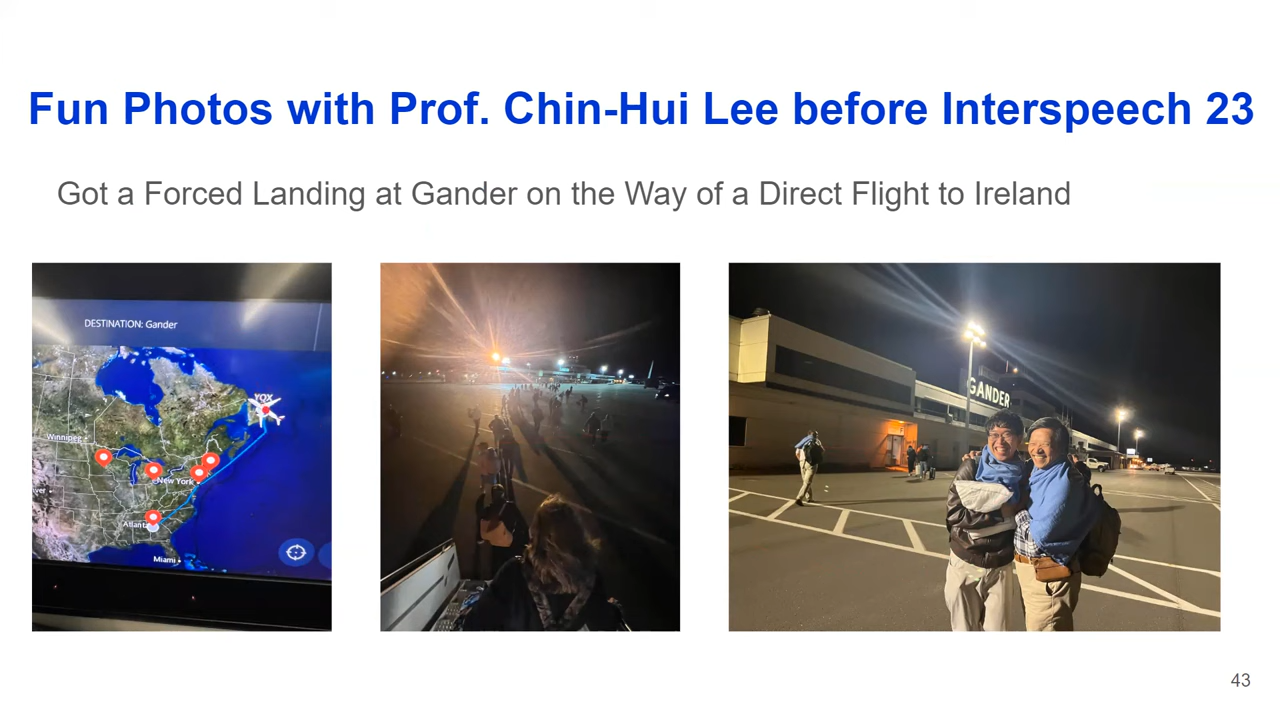 Fun Photos with Prof. Chin-Hui Lee before Interspeech 23
Got a Forced Landing at Gander on the Way of a Direct Flight to Ireland
DESTINATION: Gander
YQX
Winnipeg
New York
Atlanta
Miami
GANDER
43